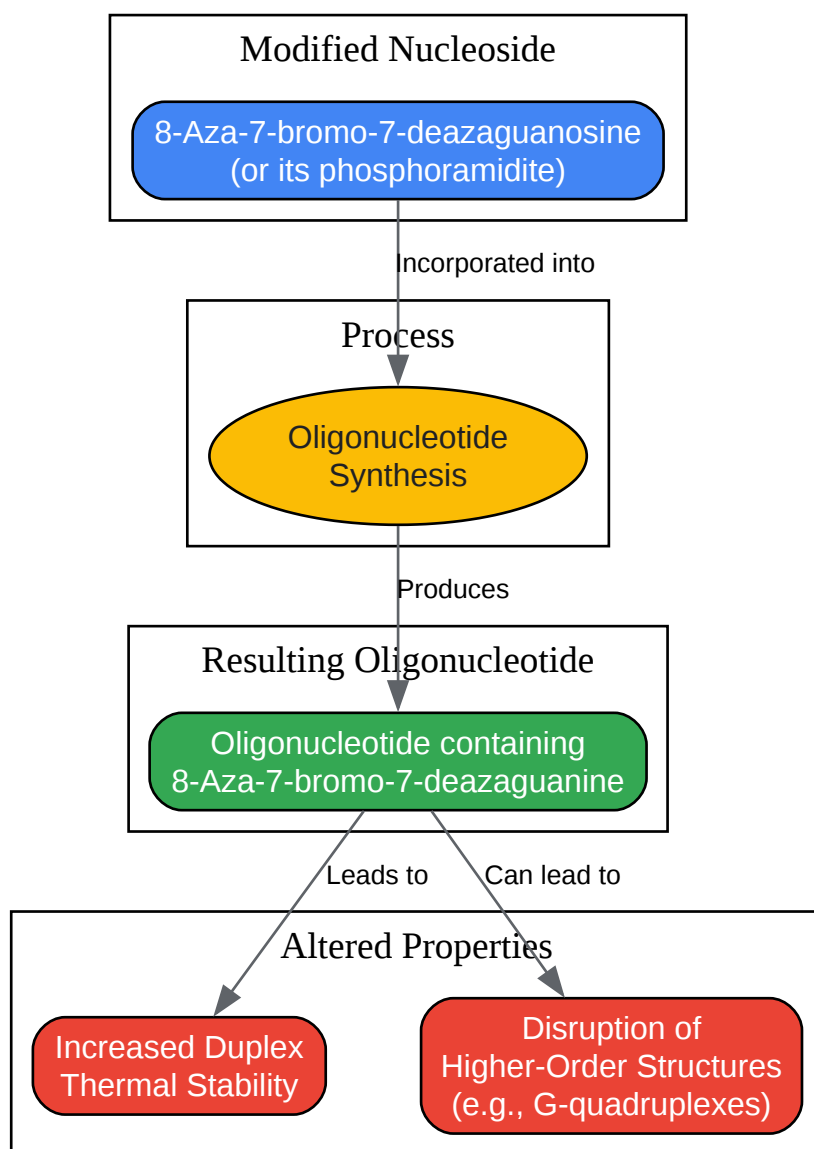 Modified Nucleoside
8-Aza-7-bromo-7-deazaguanosine
(or its phosphoramidite)
Incorporated into
Process
Oligonucleotide
Synthesis
Produces
Resulting Oligonucleotide
Oligonucleotide containing
8-Aza-7-bromo-7-deazaguanine
Leads to
Can lead to
Altered Properties
Increased Duplex
Thermal Stability
Disruption of
Higher-Order Structures
(e.g., G-quadruplexes)